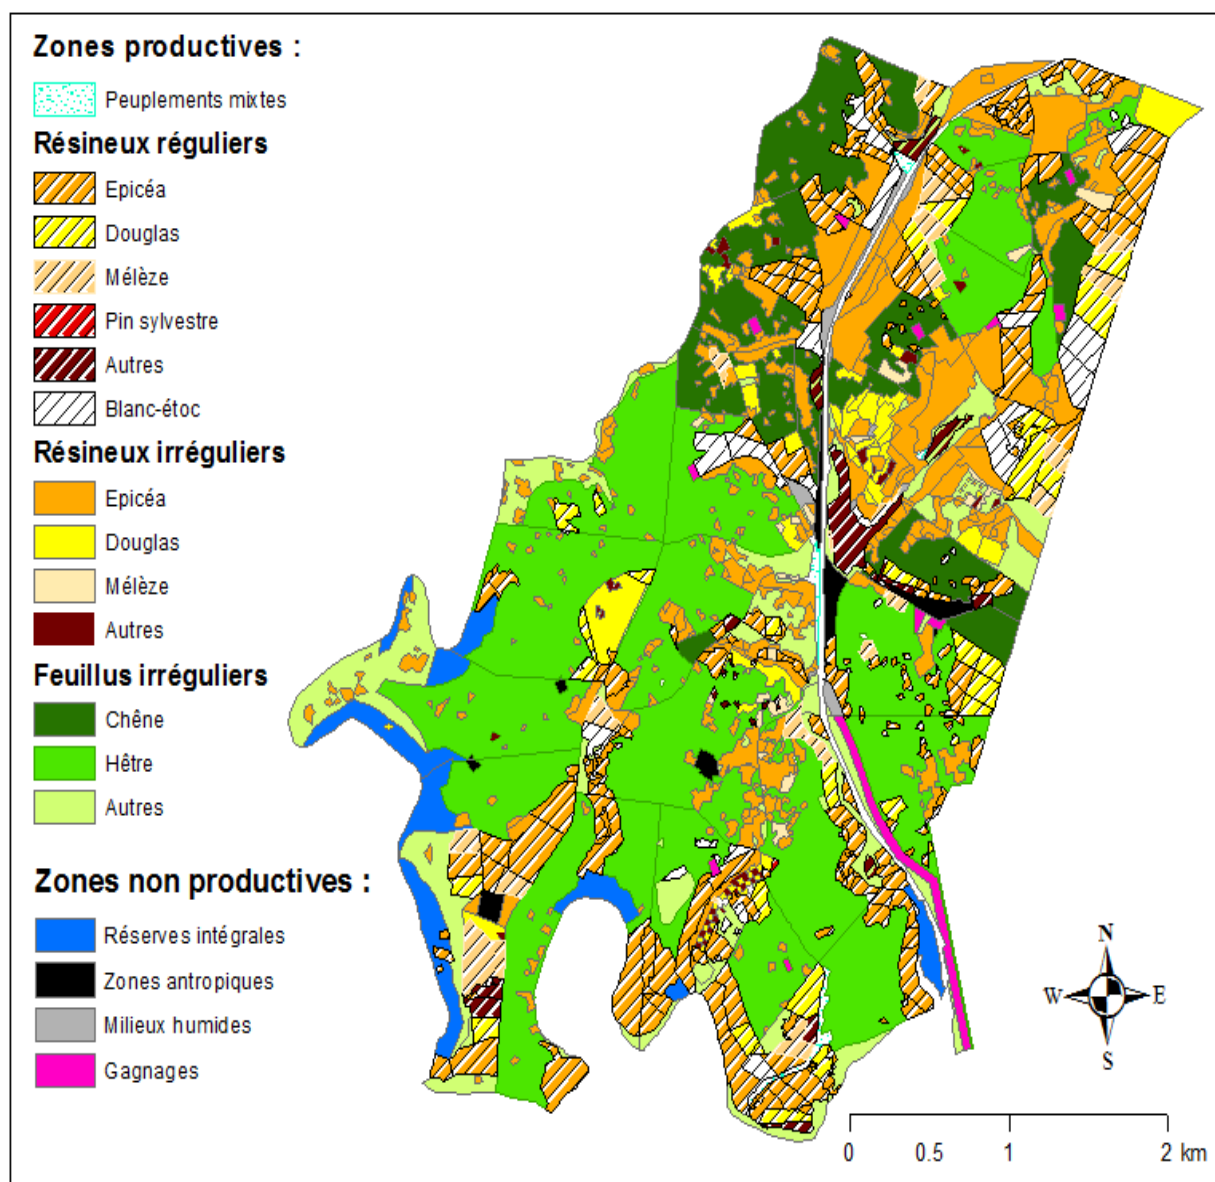 Zones productives :
Peuplements mixtes
Résineux réguliers
Epicéa
Douglas
Mélèze
Pin sylvestre
Autres
Blanc-étoc
Résineux irréguliers
Epicéa
Douglas
Mélèze
Autres
Feuillus irréguliers
Chêne
Hêtre
Autres
Zones non productives :
Réserves intégrales
Zones antropiques
Milieux humides
Gagnages
N
W E
S
0 0.5 1 2 km